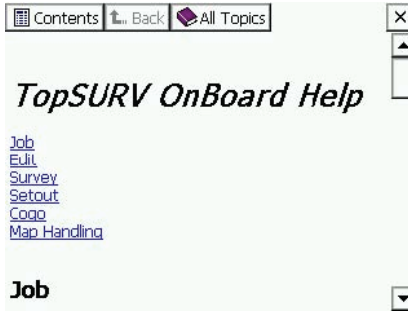 Contents Back All Topics
TopSURV OnBoard Help
Job
Edit
Survey
Setout
Cogo
Map Handling
Job